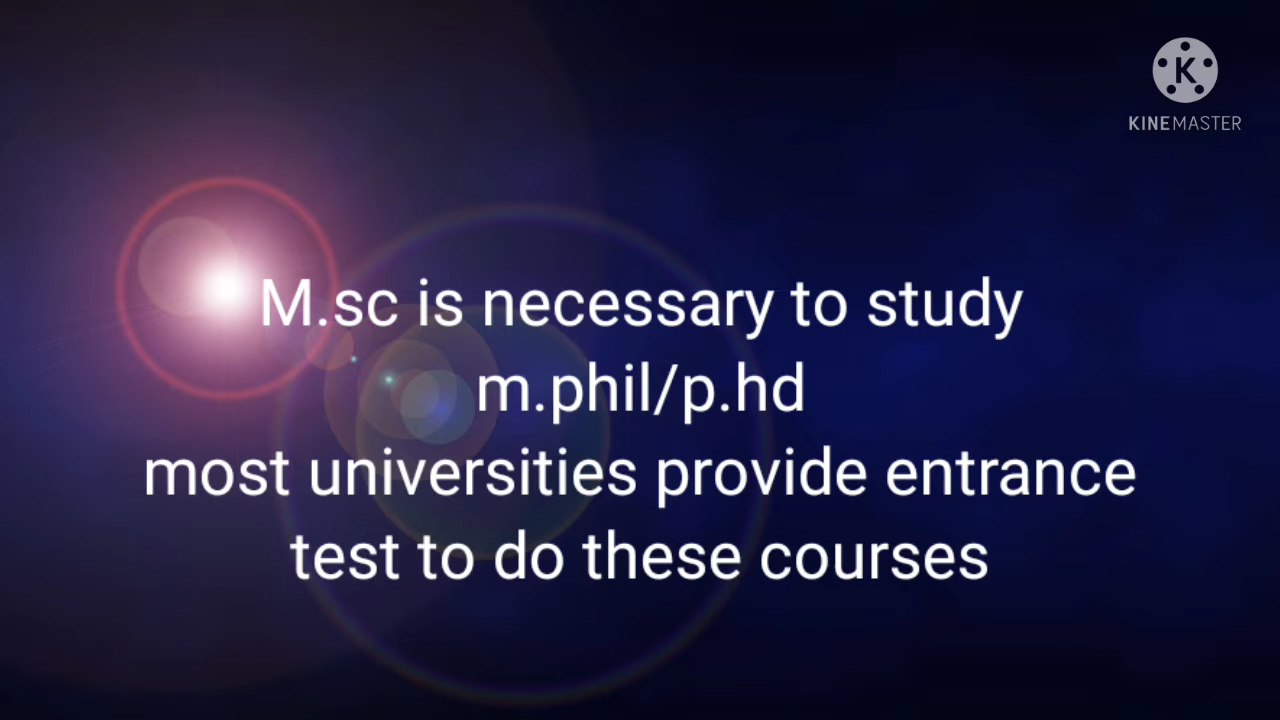 K
KINEMASTER
M.sc is necessary to study
m.phil/p.hd
most universities provide entrance
test to do these courses